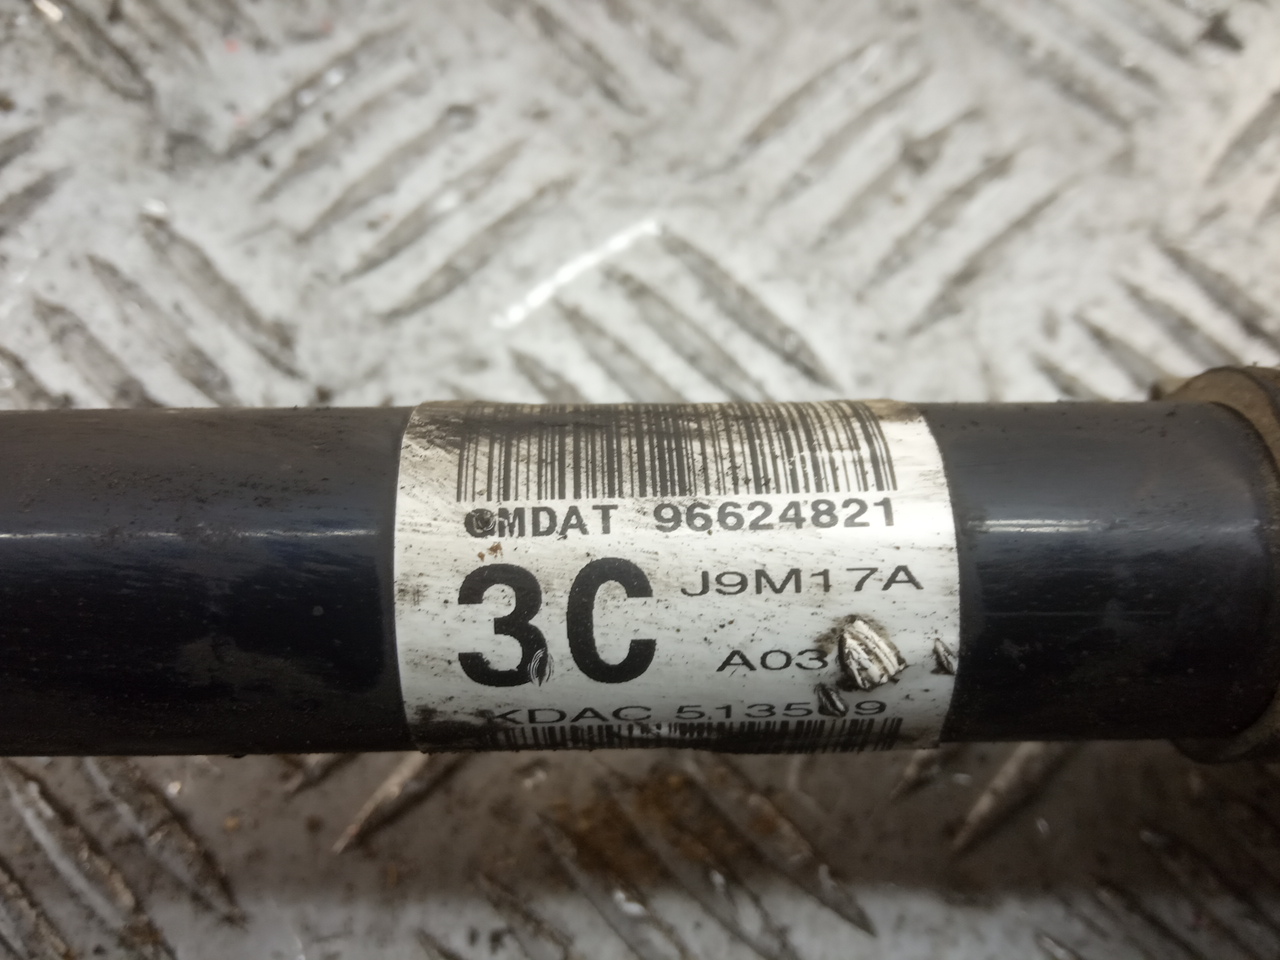 GMDAT 96624821
3C J9M17A
A03
KDAC